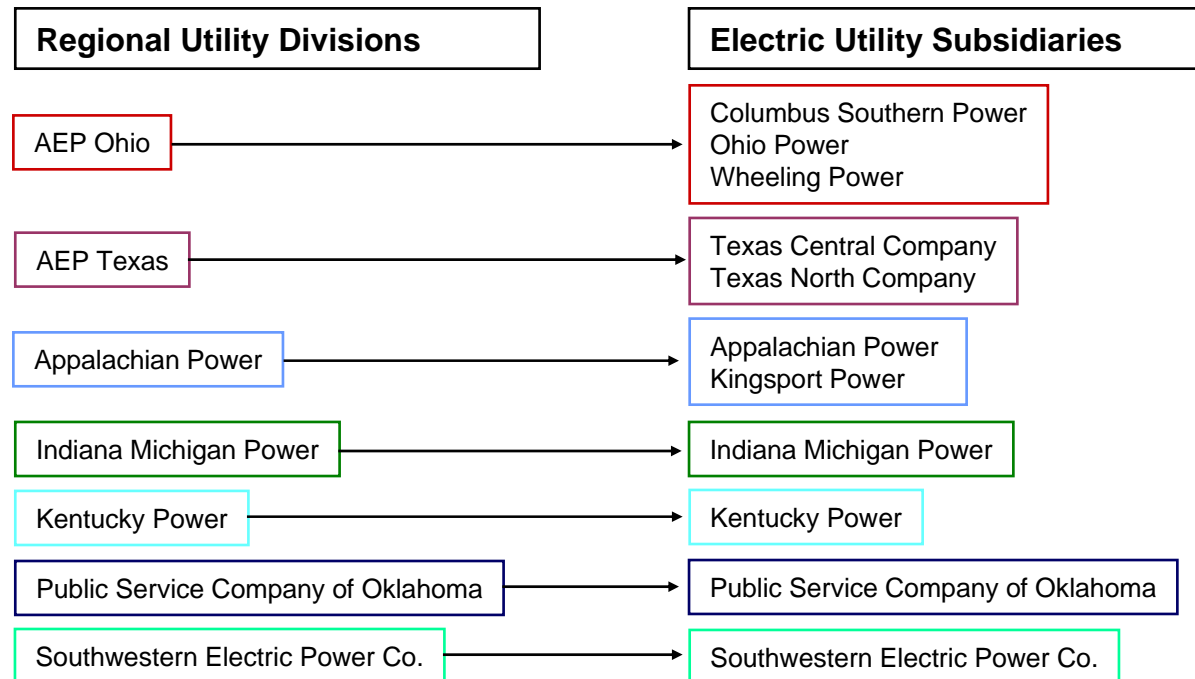 Regional Utility Divisions
Electric Utility Subsidiaries
AEP Ohio
Columbus Southern Power
Ohio Power
Wheeling Power
AEP Texas
Texas Central Company
Texas North Company
Appalachian Power
Appalachian Power
Kingsport Power
Indiana Michigan Power
Indiana Michigan Power
Kentucky Power
Kentucky Power
Public Service Company of Oklahoma
Public Service Company of Oklahoma
Southwestern Electric Power Co.
Southwestern Electric Power Co.